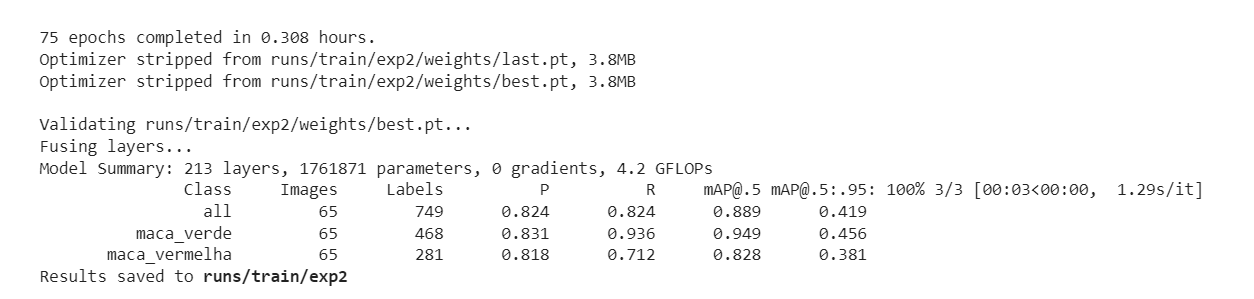 75 epochs completed in 0.308 hours.
Optimizer stripped from runs/train/exp2/weights/last.pt, 3.8MB
Optimizer stripped from runs/train/exp2/weights/best.pt, 3.8MB
Validating runs/train/exp2/weights/best.pt...
Fusing layers...
Model Summary: 213 layers, 1761871 parameters, 0 gradients, 4.2 GFLOPs
Class Images Labels P R mAP@.5 mAP@.5:.95: 100% 3/3 [00:03<00:00, 1.29s/it]
all 65 749 0.824 0.824 0.889 0.419
maca_verde 65 468 0.831 0.936 0.949 0.456
maca_vermelha 65 281 0.818 0.712 0.828 0.381
Results saved to runs/train/exp2